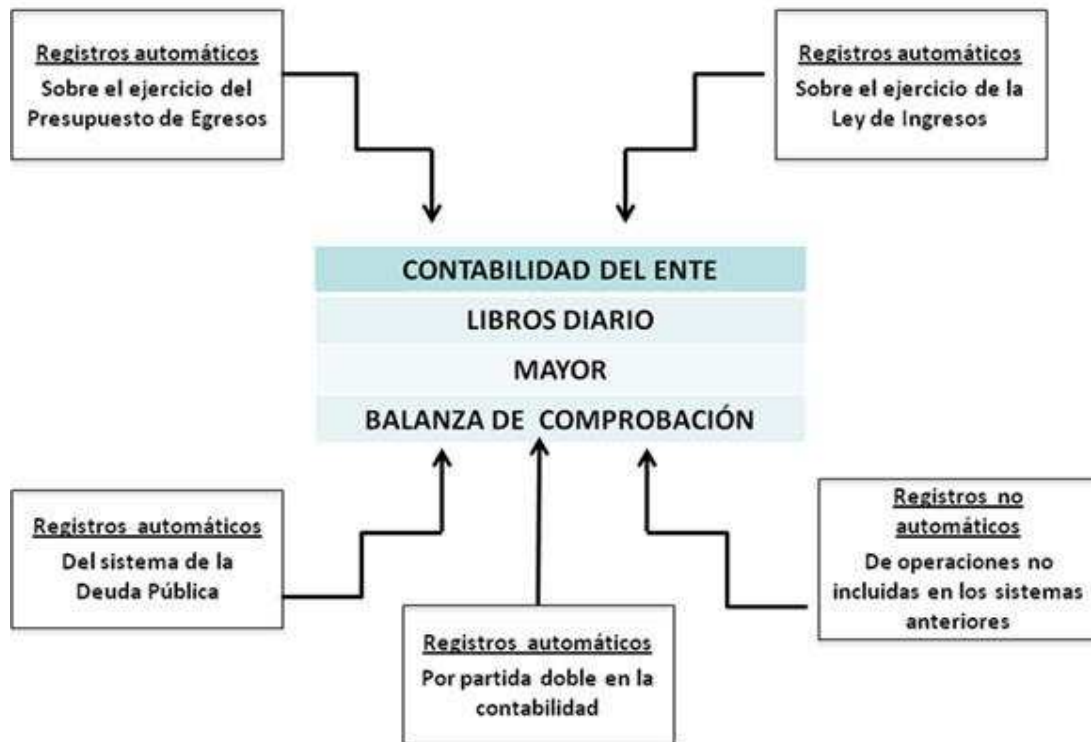 Registros automáticos
Sobre el ejercicio del
Presupuesto de Egresos
Registros automáticos
Sobre el ejercicio de la
Ley de Ingresos
CONTABILIDAD DEL ENTE
LIBROS DIARIO
MAYOR
BALANZA DE COMPROBACIÓN
Registros automáticos
Del sistema de la
Deuda Pública
Registros automáticos
Por partida doble en la
contabilidad
Registros no
automáticos
De operaciones no
incluidas en los sistemas
anteriores